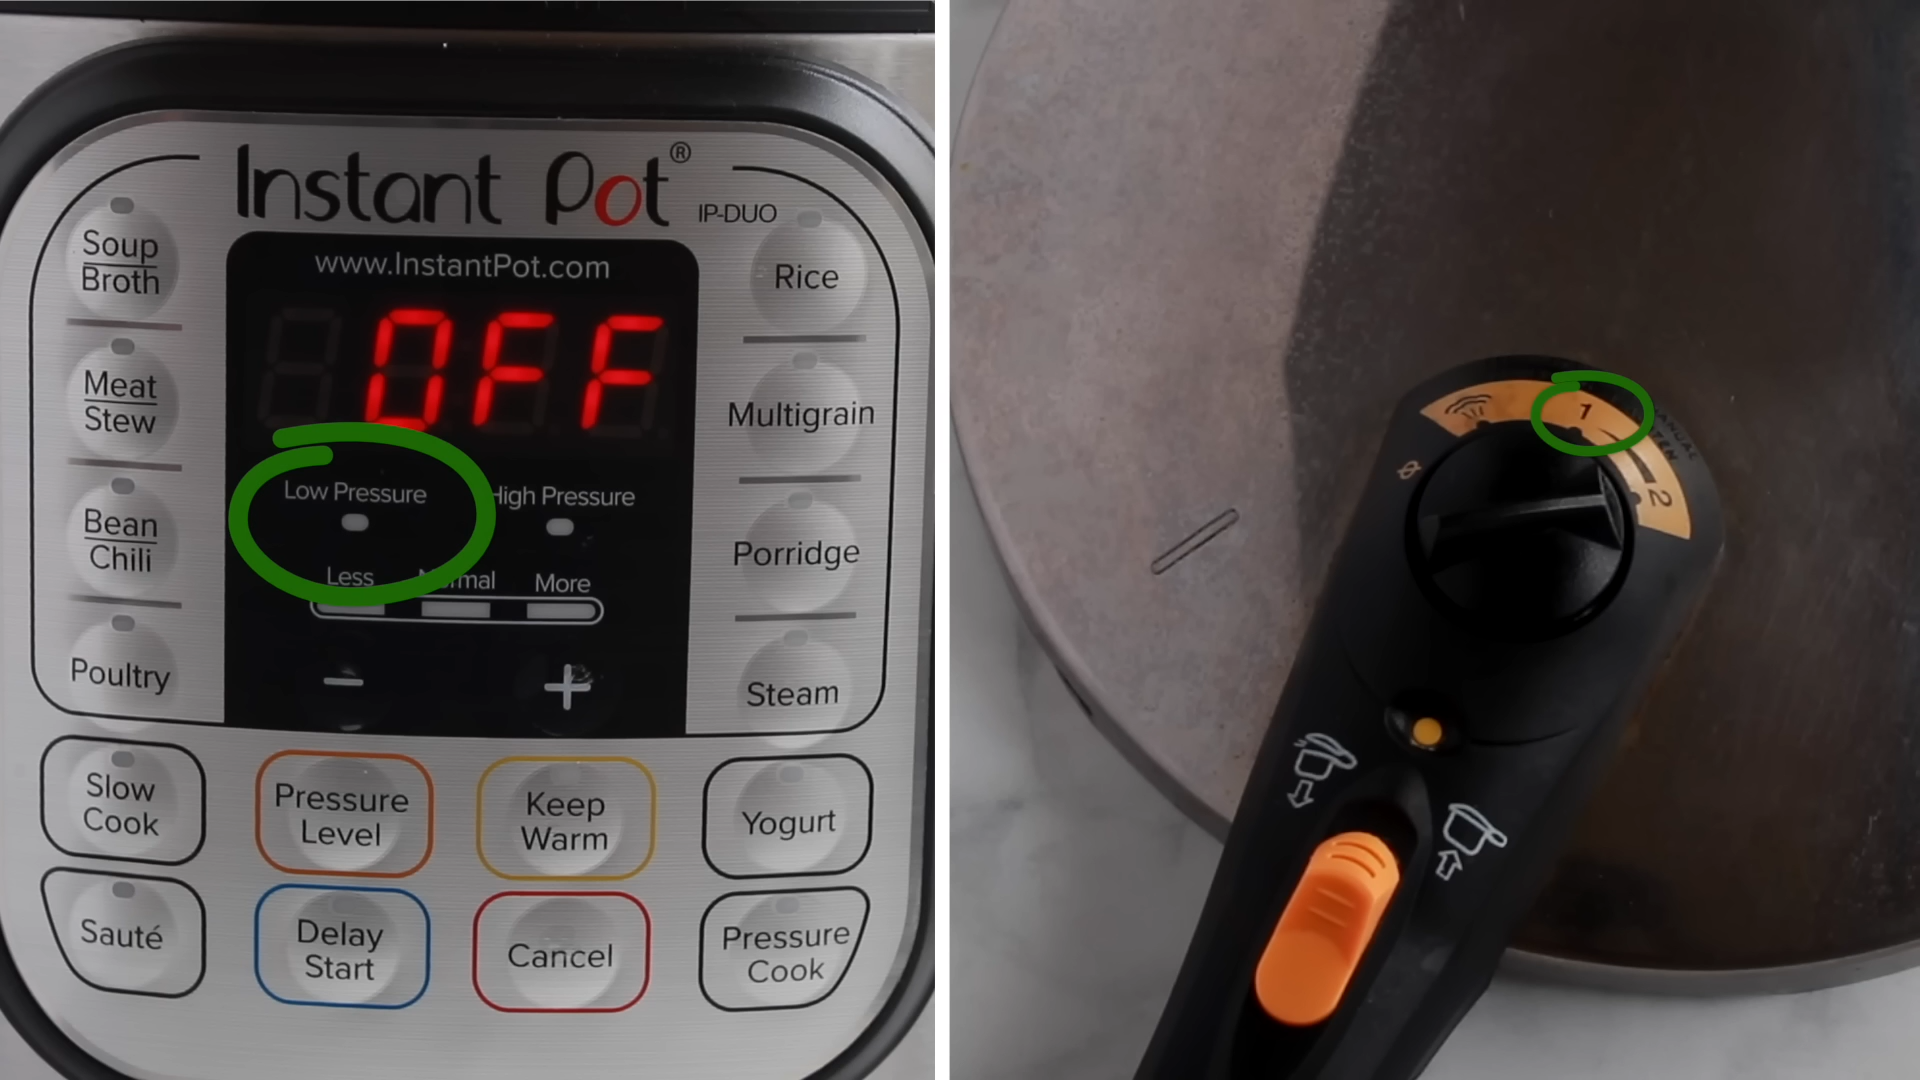 Instant Pot®
IP-DUO
www.InstantPot.com
OFF
Soup
Broth
Meat
Stew
Bean
Chili
Poultry
Low Pressure
High Pressure
Less
Normal
More
−
+
Rice
Multigrain
Porridge
Steam
Slow
Cook
Pressure
Level
Keep
Warm
Yogurt
Sauté
Delay
Start
Cancel
Pressure
Cook
1
2